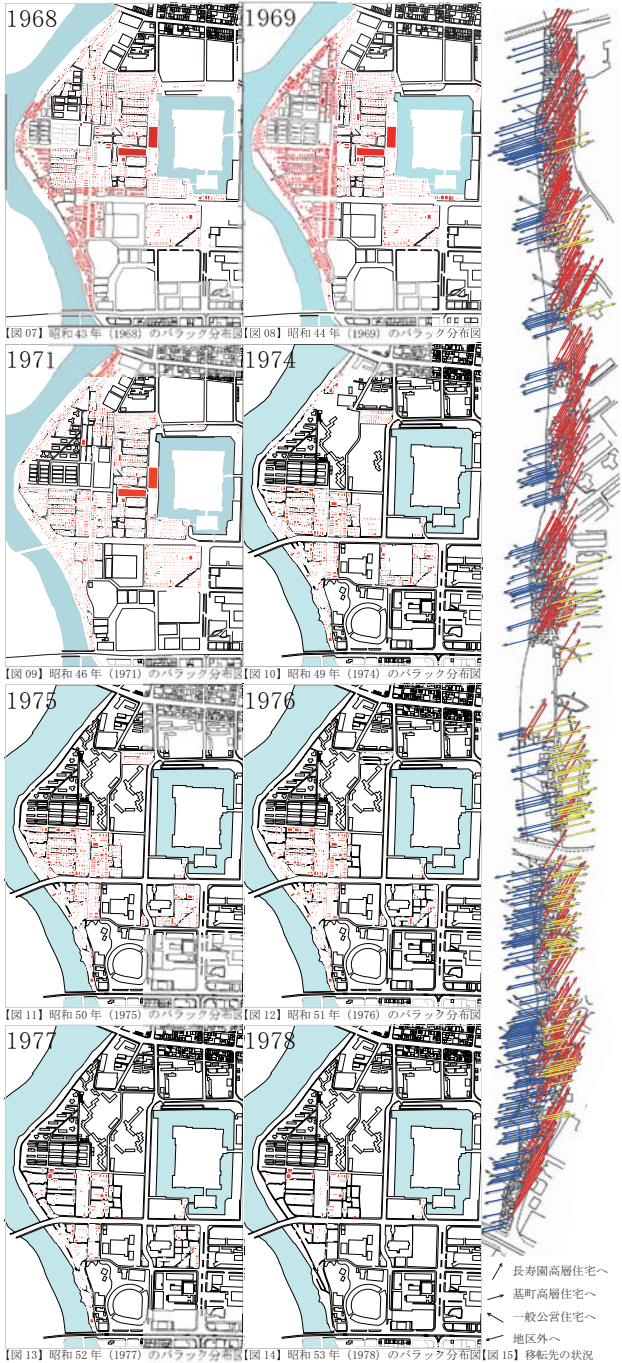 1968
1969
【図 07】昭和 43 年（1968）のバラック分布図
【図 08】昭和 44 年（1969）のバラック分布図
1971
1974
【図 09】昭和 46 年（1971）のバラック分布図
【図 10】昭和 49 年（1974）のバラック分布図
1975
1976
【図 11】昭和 50 年（1975）のバラック分布図
【図 12】昭和 51 年（1976）のバラック分布図
1977
1978
【図 13】昭和 52 年（1977）のバラック分布図
【図 14】昭和 53 年（1978）のバラック分布図
長寿園高層住宅へ
基町高層住宅へ
一般公営住宅へ
地区外へ
【図 15】移転先の状況